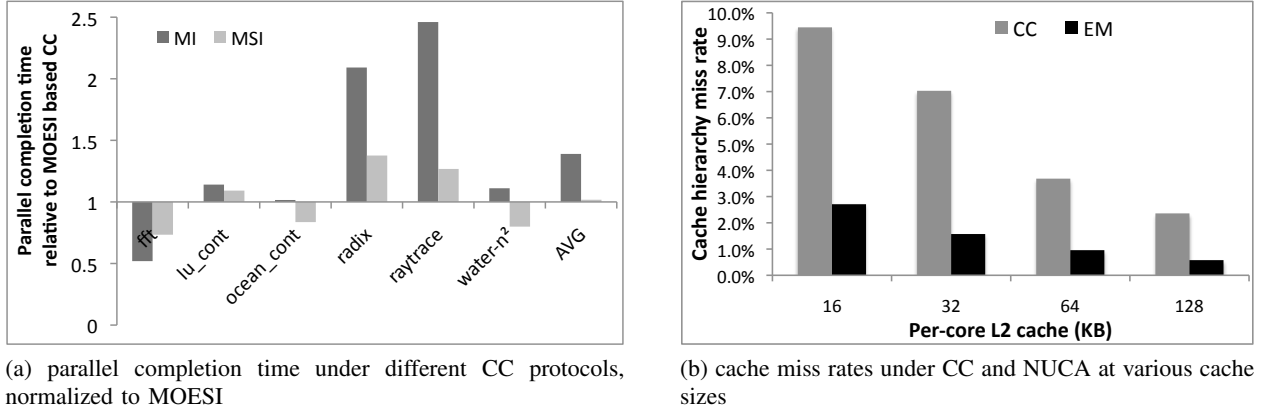 2.5
2
1.5
1
0.5
0
Parallel completion time
relative to MOESI based CC
MI MSI
fft
lu_cont
ocean_cont
radix
raytrace
water-n²
AVG
(a) parallel completion time under different CC protocols,
normalized to MOESI
10.0%
9.0%
8.0%
7.0%
6.0%
5.0%
4.0%
3.0%
2.0%
1.0%
0.0%
Cache hierarchy miss rate
CC EM
16 32 64 128
Per-core L2 cache (KB)
(b) cache miss rates under CC and NUCA at various cache
sizes